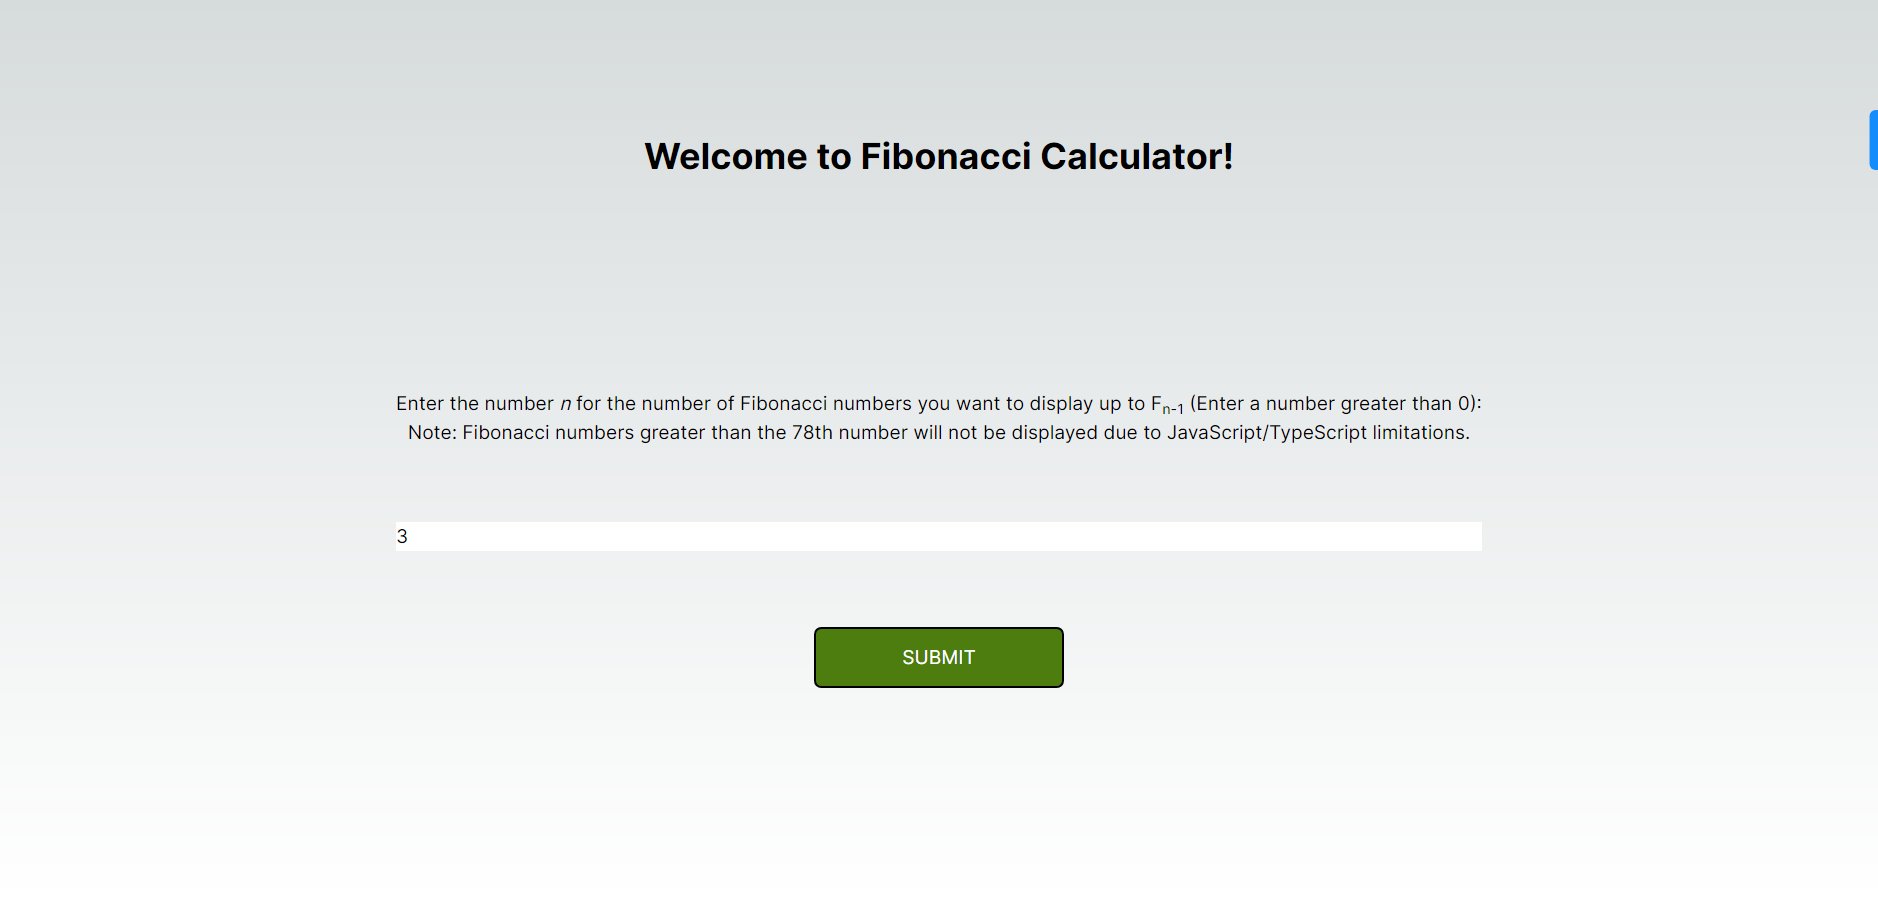 Welcome to Fibonacci Calculator!
Enter the number n for the number of Fibonacci numbers you want to display up to Fn-1 (Enter a number greater than 0):
Note: Fibonacci numbers greater than the 78th number will not be displayed due to JavaScript/TypeScript limitations.
3
SUBMIT